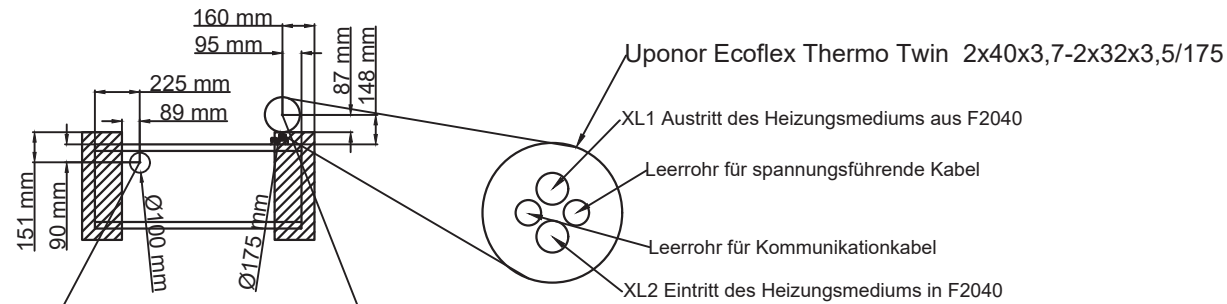 160 mm
95 mm
87 mm
148 mm
Uponor Ecoflex Thermo Twin 2x40x3,7-2x32x3,5/175
225 mm
89 mm
XL1 Austritt des Heizungsmediums aus F2040
Leerrohr für spannungsführende Kabel
151 mm
90 mm
Ø100 mm
Ø175 mm
Leerrohr für Kommunikationkabel
XL2 Eintritt des Heizungsmediums in F2040